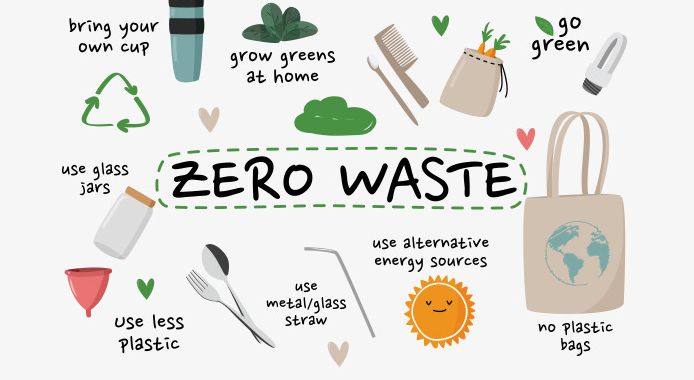 bring your
own cup
grow greens
at home
go
green
use glass
jars
ZERO WASTE
use less
plastic
use
metal/glass
straw
use alternative
energy sources
no plastic
bags